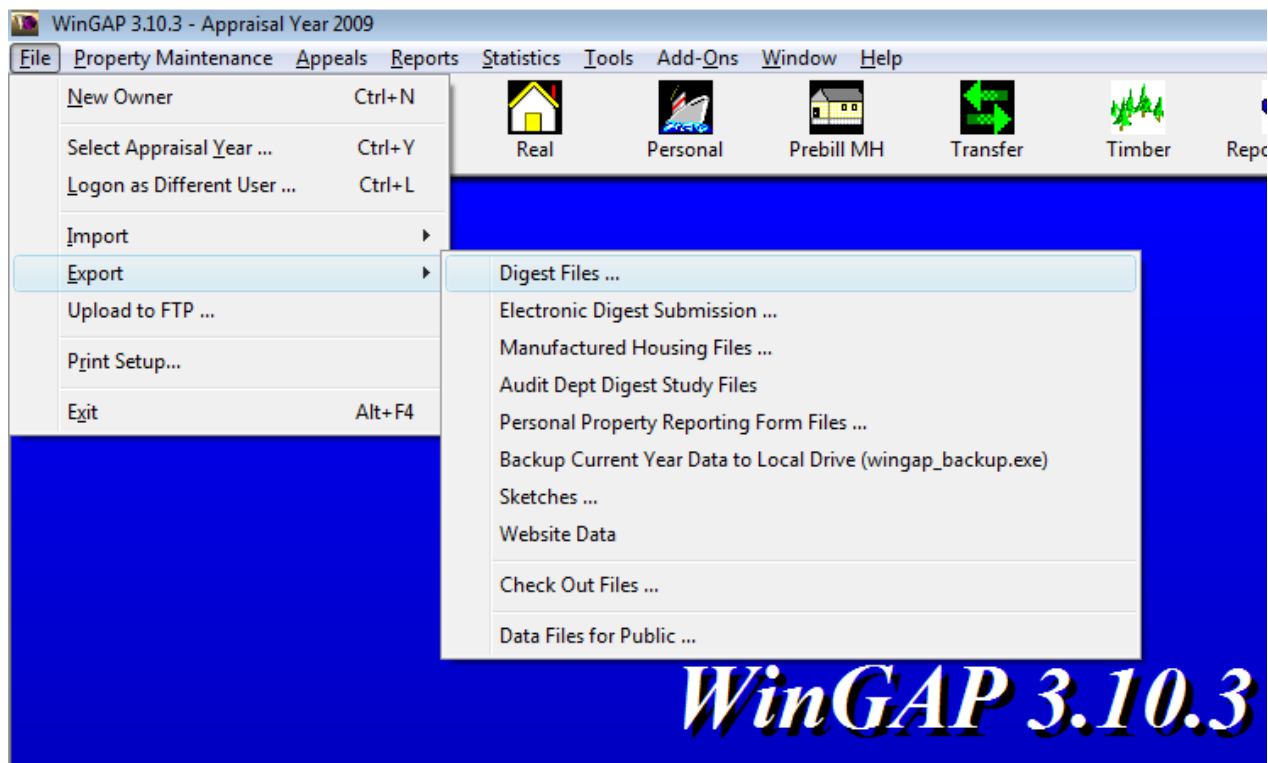 WinGAP 3.10.3 - Appraisal Year 2009
File Property Maintenance Appeals Reports Statistics Tools Add-Ons Window Help
New Owner Ctrl+N
Select Appraisal Year ... Ctrl+Y
Logon as Different User ... Ctrl+L
Import
Export
Upload to FTP ...
Print Setup...
Exit Alt+F4
Real Personal Prebill MH Transfer Timber
Digest Files ...
Electronic Digest Submission ...
Manufactured Housing Files ...
Audit Dept Digest Study Files
Personal Property Reporting Form Files ...
Backup Current Year Data to Local Drive (wingap_backup.exe)
Sketches ...
Website Data
Check Out Files ...
Data Files for Public ...
WinGAP 3.10.3